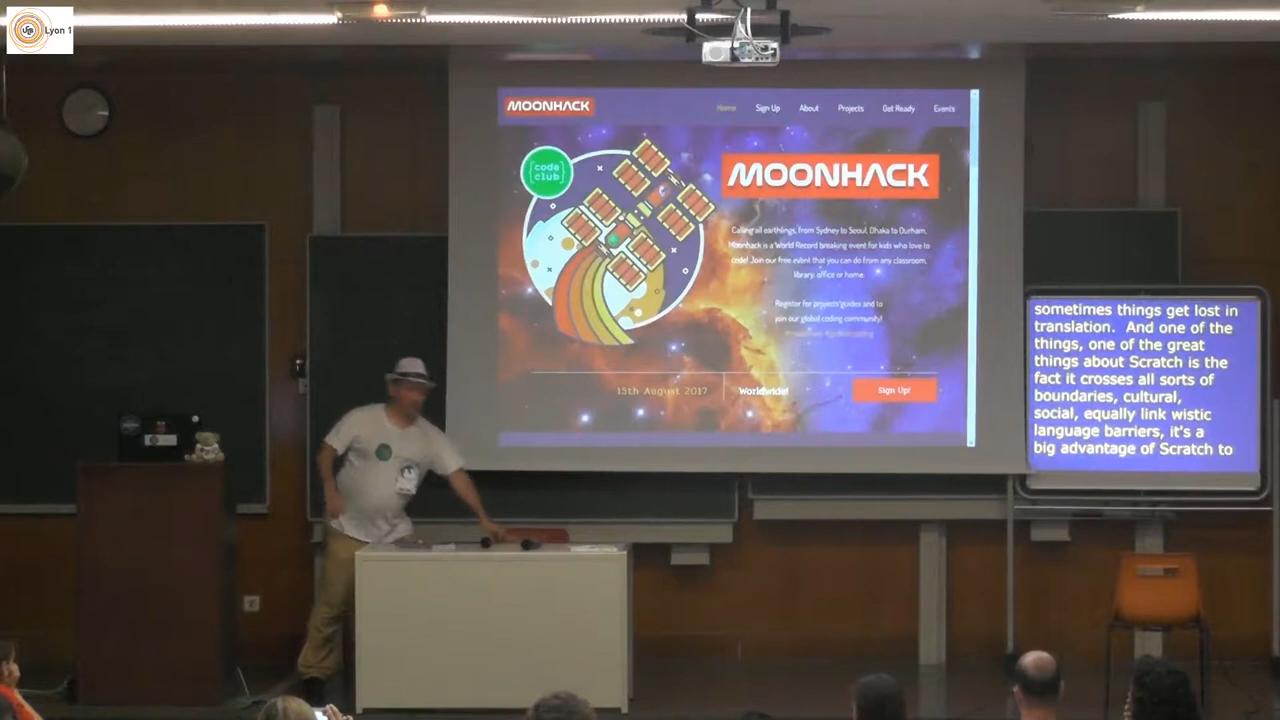 Lyon 1
MOONHACK
Home Sign Up About Projects Get Ready Events
{code
club}
MOONHACK
Calling all earthlings, from Sydney to Seoul, Dhaka to Durham,
Moonhack is a World Record breaking event for kids who love to
code! Join our free event that you can do from any classroom,
library, office or home.
Register for projects guides and to
join our global coding community!
15th August 2017
Worldwide!
Sign Up!
sometimes things get lost in
translation. And one of the
things, one of the great
things about Scratch is the
fact it crosses all sorts of
boundaries, cultural,
social, equally link wistic
language barriers, it's a
big advantage of Scratch to